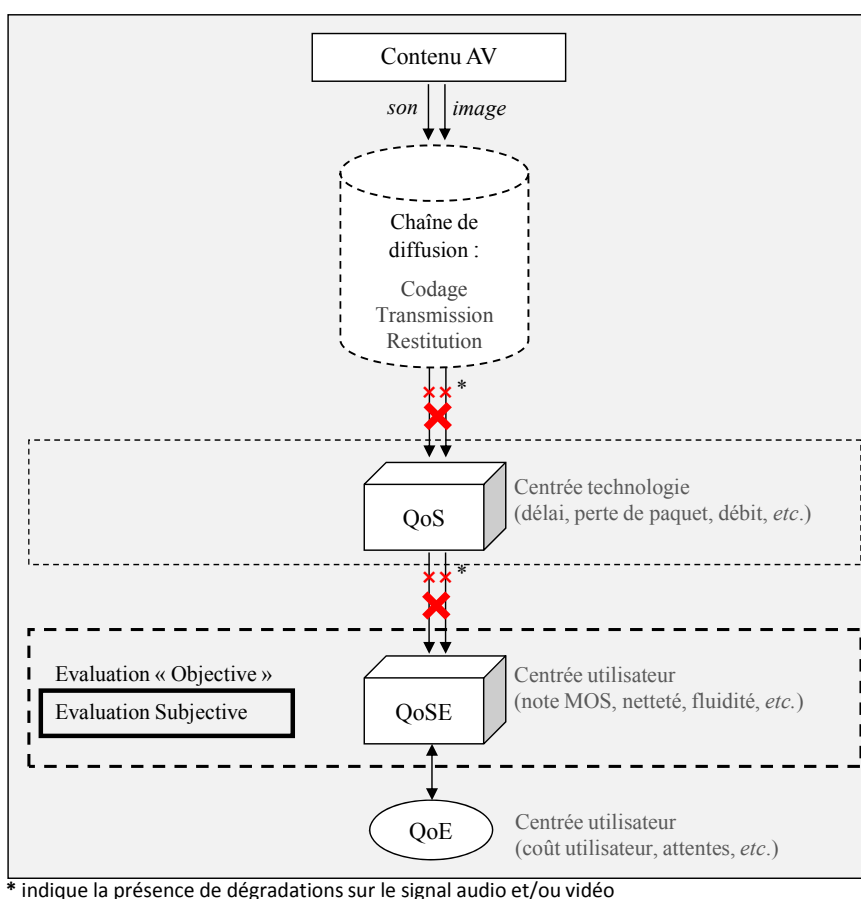 Contenu AV
son image
Chaîne de
diffusion :
Codage
Transmission
Restitution
*
QoS
Centrée technologie
(délai, perte de paquet, débit, etc.)
*
Evaluation « Objective »
Evaluation Subjective
QoSE
Centrée utilisateur
(note MOS, netteté, fluidité, etc.)
QoE
Centrée utilisateur
(coût utilisateur, attentes, etc.)
* indique la présence de dégradations sur le signal audio et/ou vidéo